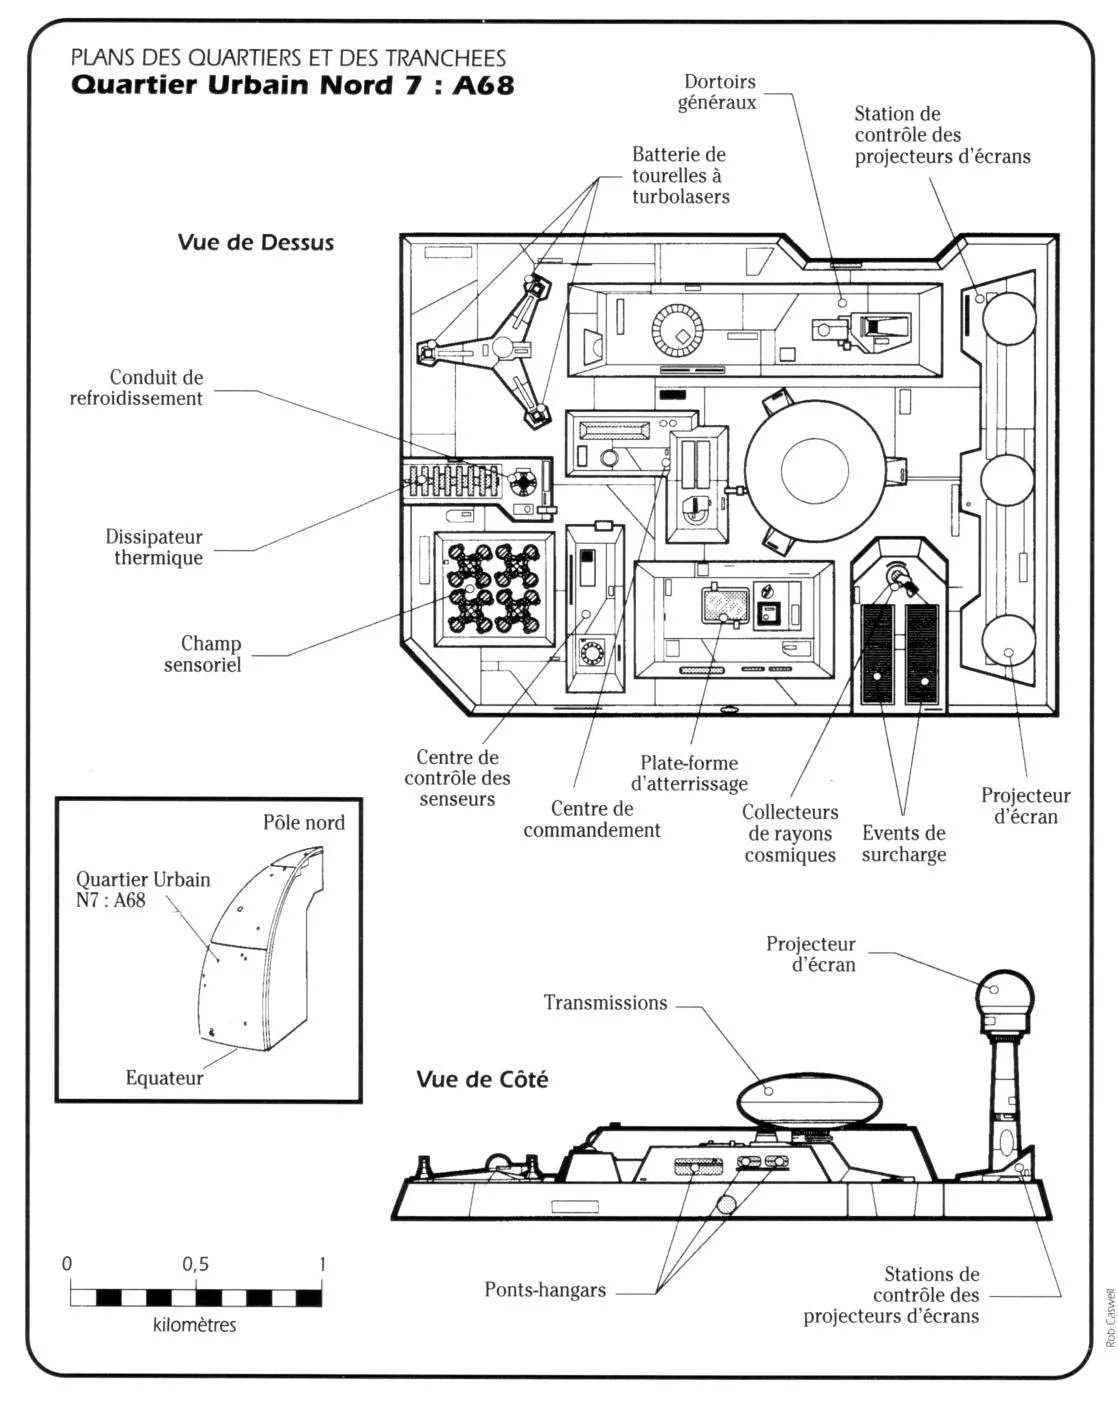 PLANS DES QUARTIERS ET DES TRANCHEES
Quartier Urbain Nord 7 : A68
Dortoirs
généraux
Station de
contrôle des
projecteurs d'écrans
Batterie de
tourelles à
turbolasers
Vue de Dessus
Conduit de
refroidissement
Dissipateur
thermique
Champ
sensoriel
Centre de
contrôle des
senseurs
Centre de
commandement
Plate-forme
d'atterrissage
Collecteurs
de rayons
cosmiques
Events de
surcharge
Projecteur
d'écran
Pôle nord
Quartier Urbain
N7 : A68
Equateur
Projecteur
d'écran
Transmissions
Vue de Côté
Ponts-hangars
Stations de
contrôle des
projecteurs d'écrans
0 0,5 1
kilomètres
Rob Caswell